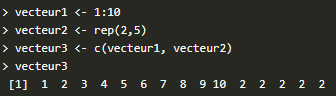 > vecteur1 <- 1:10
> vecteur2 <- rep(2,5)
> vecteur3 <- c(vecteur1, vecteur2)
> vecteur3
 [1]  1  2  3  4  5  6  7  8  9 10  2  2  2  2  2